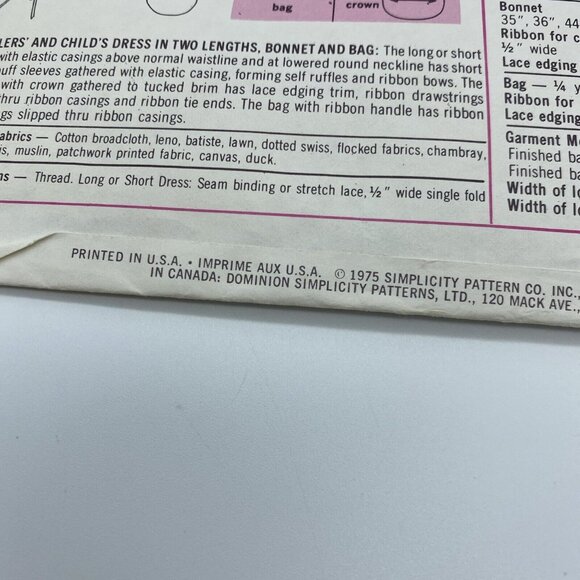 bag
crown
LERS' AND CHILD'S DRESS IN TWO LENGTHS, BONNET AND BAG: The long or short
with elastic casings above normal waistline and at lowered round neckline has short
uff sleeves gathered with elastic casing, forming self ruffles and ribbon bows. The
with crown gathered to tucked brim has lace edging trim, ribbon drawstrings
hru ribbon casings and ribbon tie ends. The bag with ribbon handle has ribbon
gs slipped thru ribbon casings.
abrics — Cotton broadcloth, leno, batiste, lawn, dotted swiss, flocked fabrics, chambray,
is, muslin, patchwork printed fabric, canvas, duck.
ns — Thread. Long or Short Dress: Seam binding or stretch lace, ½" wide single fold
Bonnet
35", 36", 44
Ribbon for c
½" wide
Lace edging
Bag — ¼ y
Ribbon for
Lace edging
Garment Me
Finished ba
Finished ba
Width of lo
Width of lo
PRINTED IN U.S.A. • IMPRIME AUX U.S.A. © 1975 SIMPLICITY PATTERN CO. INC.,
IN CANADA: DOMINION SIMPLICITY PATTERNS, LTD., 120 MACK AVE.,